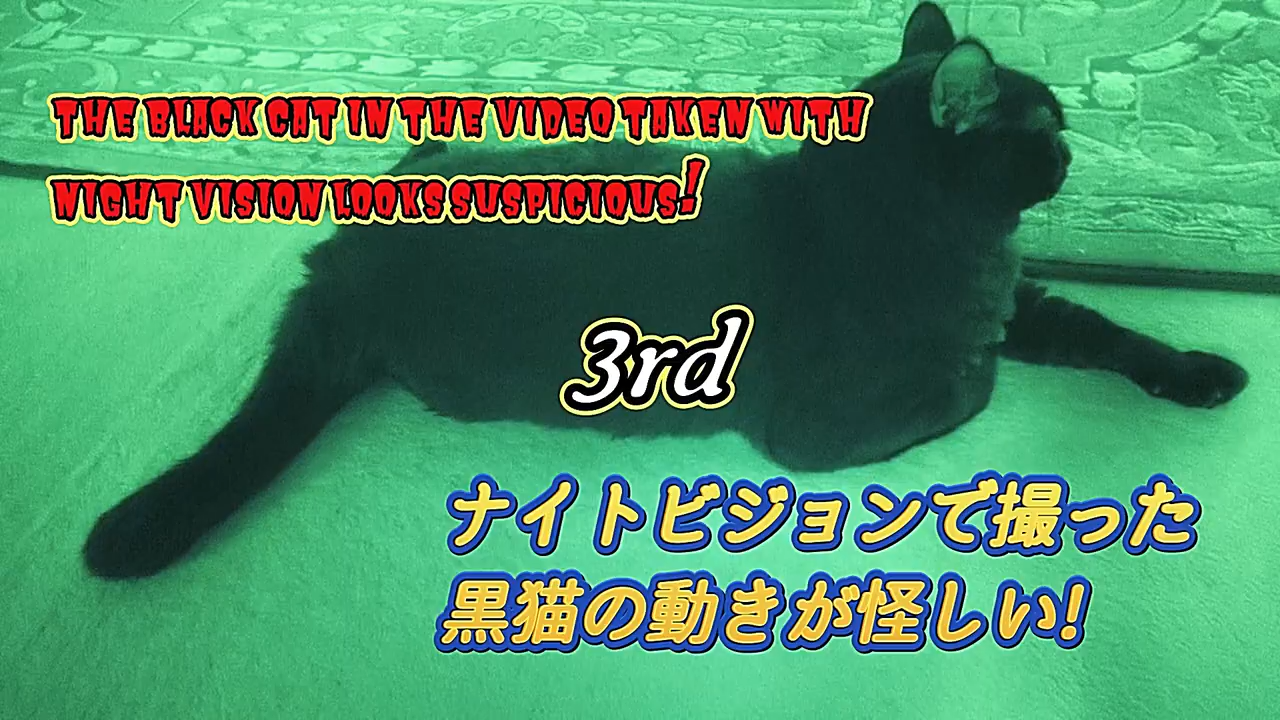 THE BLACK CAT IN THE VIDEO TAKEN WITH
NIGHT VISION LOOKS SUSPICIOUS!
3rd
ナイトビジョンで撮った
黒猫の動きが怪しい!